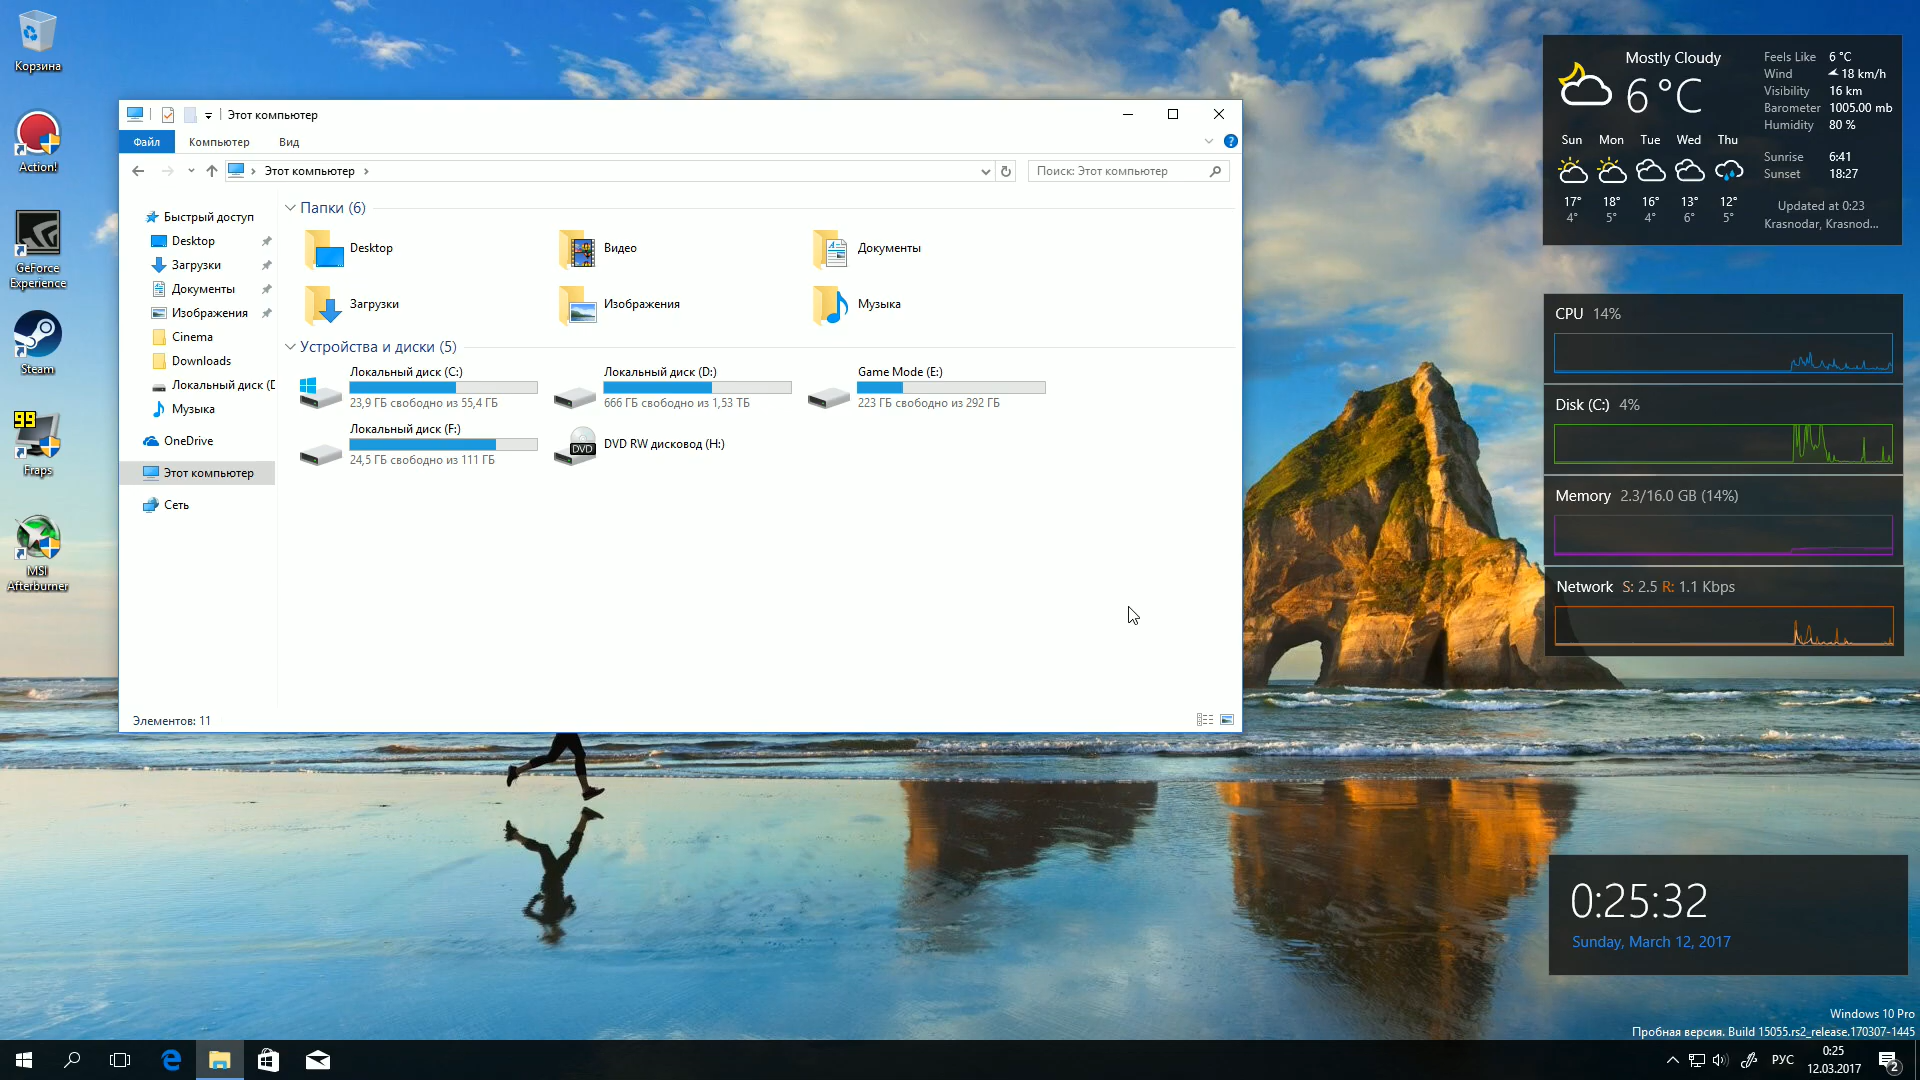 Корзина
Action!
GeForce
Experience
Steam
99
Fraps
MSI
Afterburner
Этот компьютер
Файл
Компьютер
Вид
Этот компьютер
Поиск: Этот компьютер
Быстрый доступ
Desktop
Загрузки
Документы
Изображения
Cinema
Downloads
Локальный диск (D
Музыка
OneDrive
Этот компьютер
Сеть
Папки (6)
Desktop
Видео
Документы
Загрузки
Изображения
Музыка
Устройства и диски (5)
Локальный диск (C:)
23,9 ГБ свободно из 55,4 ГБ
Локальный диск (D:)
666 ГБ свободно из 1,53 ТБ
Game Mode (E:)
223 ГБ свободно из 292 ГБ
Локальный диск (F:)
24,5 ГБ свободно из 111 ГБ
DVD
DVD RW дисковод (H:)
Элементов: 11
Mostly Cloudy
6 °C
Feels Like 6 °C
Wind 18 km/h
Visibility 16 km
Barometer 1005.00 mb
Humidity 80 %
Sunrise 6:41
Sunset 18:27
Updated at 0:23
Krasnodar, Krasnod...
Sun Mon Tue Wed Thu
17° 18° 16° 13° 12°
4° 5° 4° 6° 5°
CPU 14%
Disk (C:) 4%
Memory 2.3/16.0 GB (14%)
Network S: 2.5 R: 1.1 Kbps
0:25:32
Sunday, March 12, 2017
Windows 10 Pro
Пробная версия. Build 15055.rs2_release.170307-1445
РУС
0:25
12.03.2017
2